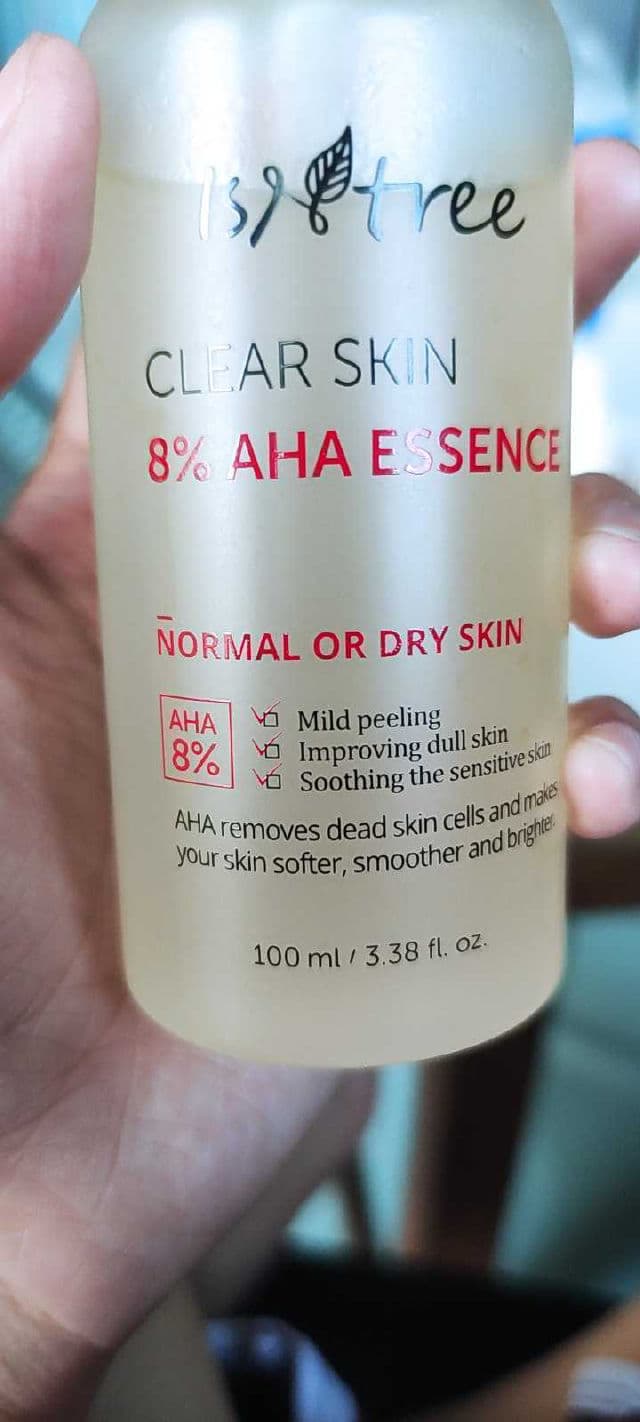 Isntree
CLEAR SKIN
8% AHA ESSENCE
NORMAL OR DRY SKIN
AHA
8%
Mild peeling
Improving dull skin
Soothing the sensitive skin
AHA removes dead skin cells and makes
your skin softer, smoother and brighter.
100 ml / 3.38 fl. oz.